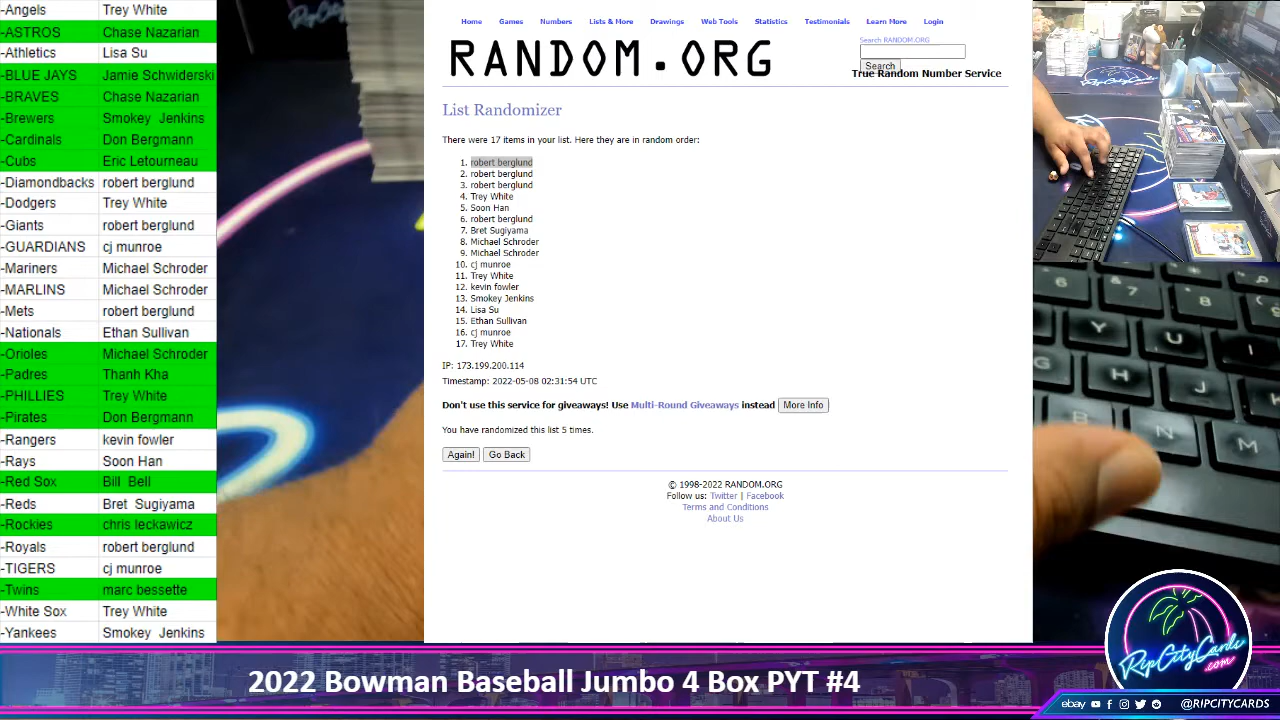 -Angels Trey White
-ASTROS Chase Nazarian
-Athletics Lisa Su
-BLUE JAYS Jamie Schwiderski
-BRAVES Chase Nazarian
-Brewers Smokey Jenkins
-Cardinals Don Bergmann
-Cubs Eric Letourneau
-Diamondbacks robert berglund
-Dodgers Trey White
-Giants robert berglund
-GUARDIANS cj munroe
-Mariners Michael Schroder
-MARLINS Michael Schroder
-Mets robert berglund
-Nationals Ethan Sullivan
-Orioles Michael Schroder
-Padres Thanh Kha
-PHILLIES Trey White
-Pirates Don Bergmann
-Rangers kevin fowler
-Rays Soon Han
-Red Sox Bill Bell
-Reds Bret Sugiyama
-Rockies chris leckawicz
-Royals robert berglund
-TIGERS cj munroe
-Twins marc bessette
-White Sox Trey White
-Yankees Smokey Jenkins
Home Games Numbers Lists & More Drawings Web Tools Statistics Testimonials Learn More Login
RANDOM.ORG
Search RANDOM.ORG
Search
True Random Number Service
List Randomizer
There were 17 items in your list. Here they are in random order:
1. robert berglund
2. robert berglund
3. robert berglund
4. Trey White
5. Soon Han
6. robert berglund
7. Bret Sugiyama
8. Michael Schroder
9. Michael Schroder
10. cj munroe
11. Trey White
12. kevin fowler
13. Smokey Jenkins
14. Lisa Su
15. Ethan Sullivan
16. cj munroe
17. Trey White
IP: 173.199.200.114
Timestamp: 2022-05-08 02:31:54 UTC
Don't use this service for giveaways! Use Multi-Round Giveaways instead More Info
You have randomized this list 5 times.
Again! Go Back
© 1998-2022 RANDOM.ORG
Follow us: Twitter | Facebook
Terms and Conditions
About Us
6 7 8
Y U
G H J
B N M
2022 Bowman Baseball Jumbo 4 Box PYT #4
RipCityCards
.com
ebay @RIPCITYCARDS